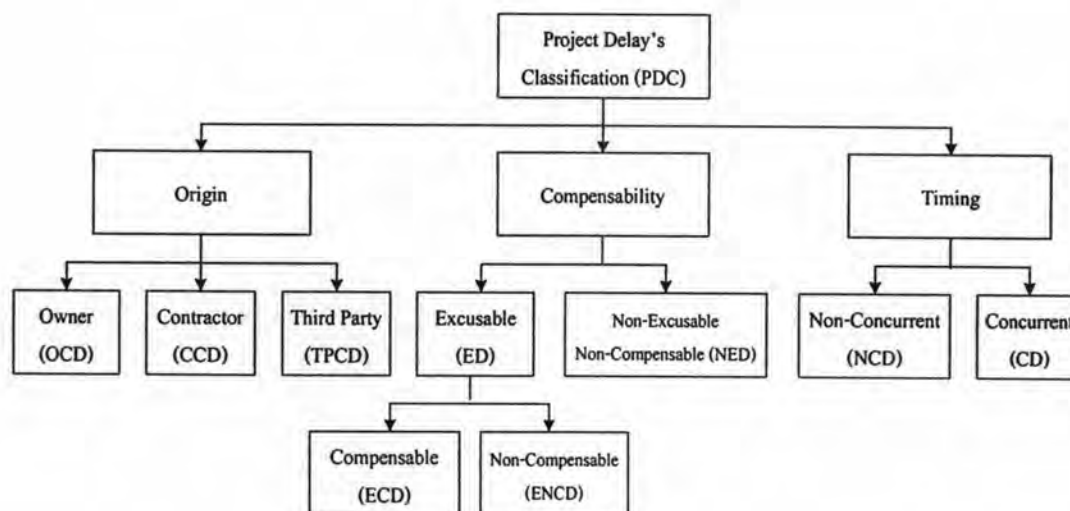 Project Delay's
Classification (PDC)
Origin
Compensability
Timing
Owner
(OCD)
Contractor
(CCD)
Third Party
(TPCD)
Excusable
(ED)
Non-Excusable
Non-Compensable (NED)
Non-Concurrent
(NCD)
Concurrent
(CD)
Compensable
(ECD)
Non-Compensable
(ENCD)